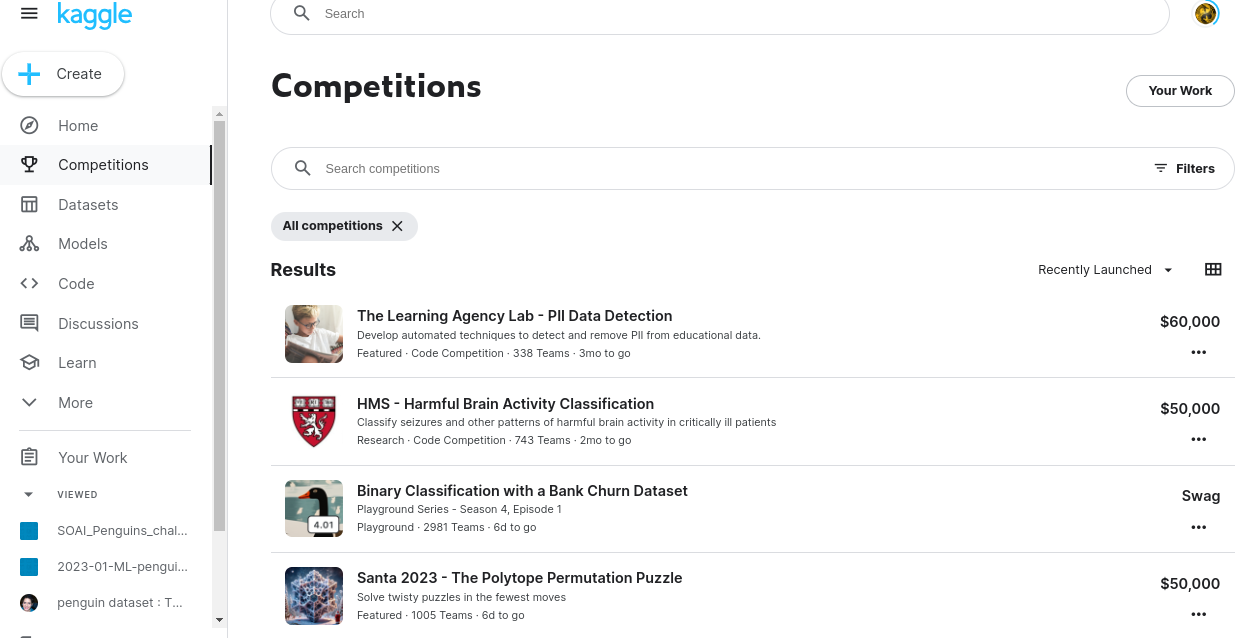 kaggle
Search
Create
Home
Competitions
Datasets
Models
Code
Discussions
Learn
More
Your Work
VIEWED
SOAI_Penguins_chal...
2023-01-ML-pengui...
penguin dataset : T...
Competitions
Your Work
Search competitions
Filters
All competitions
Results
Recently Launched
The Learning Agency Lab - PII Data Detection
Develop automated techniques to detect and remove PII from educational data.
Featured · Code Competition · 338 Teams · 3mo to go
$60,000
HMS - Harmful Brain Activity Classification
Classify seizures and other patterns of harmful brain activity in critically ill patients
Research · Code Competition · 743 Teams · 2mo to go
$50,000
4.01
Binary Classification with a Bank Churn Dataset
Playground Series - Season 4, Episode 1
Playground · 2981 Teams · 6d to go
Swag
Santa 2023 - The Polytope Permutation Puzzle
Solve twisty puzzles in the fewest moves
Featured · 1005 Teams · 6d to go
$50,000